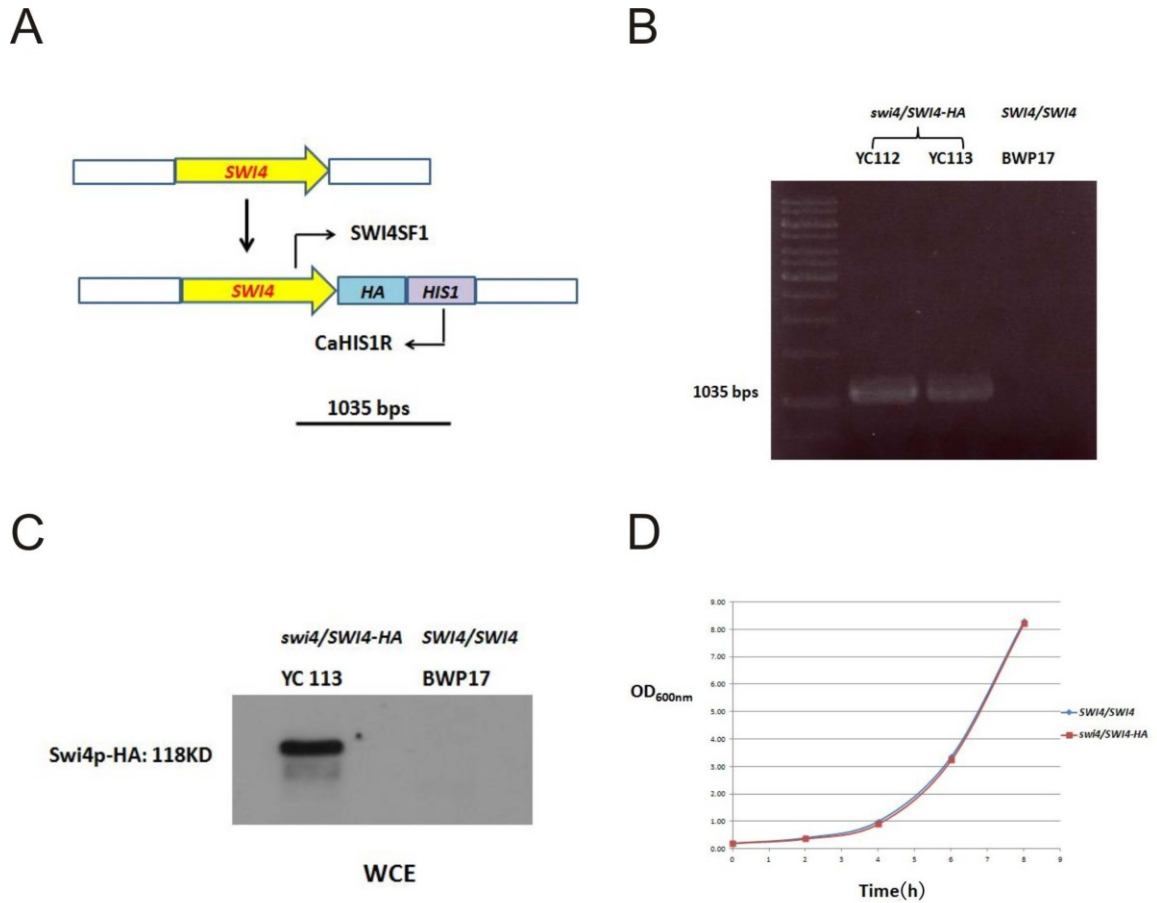 A
SWI4
SWI4SF1
SWI4 HA HIS1
CaHIS1R
1035 bps
B
swi4/SWI4-HA SWI4/SWI4
YC112 YC113 BWP17
1035 bps
C
swi4/SWI4-HA SWI4/SWI4
YC 113 BWP17
Swi4p-HA: 118KD
WCE
D
9.00
8.00
7.00
6.00
5.00
4.00
3.00
2.00
1.00
0.00
OD600nm
0 1 2 3 4 5 6 7 8 9
Time(h)
SWI4/SWI4
swi4/SWI4-HA